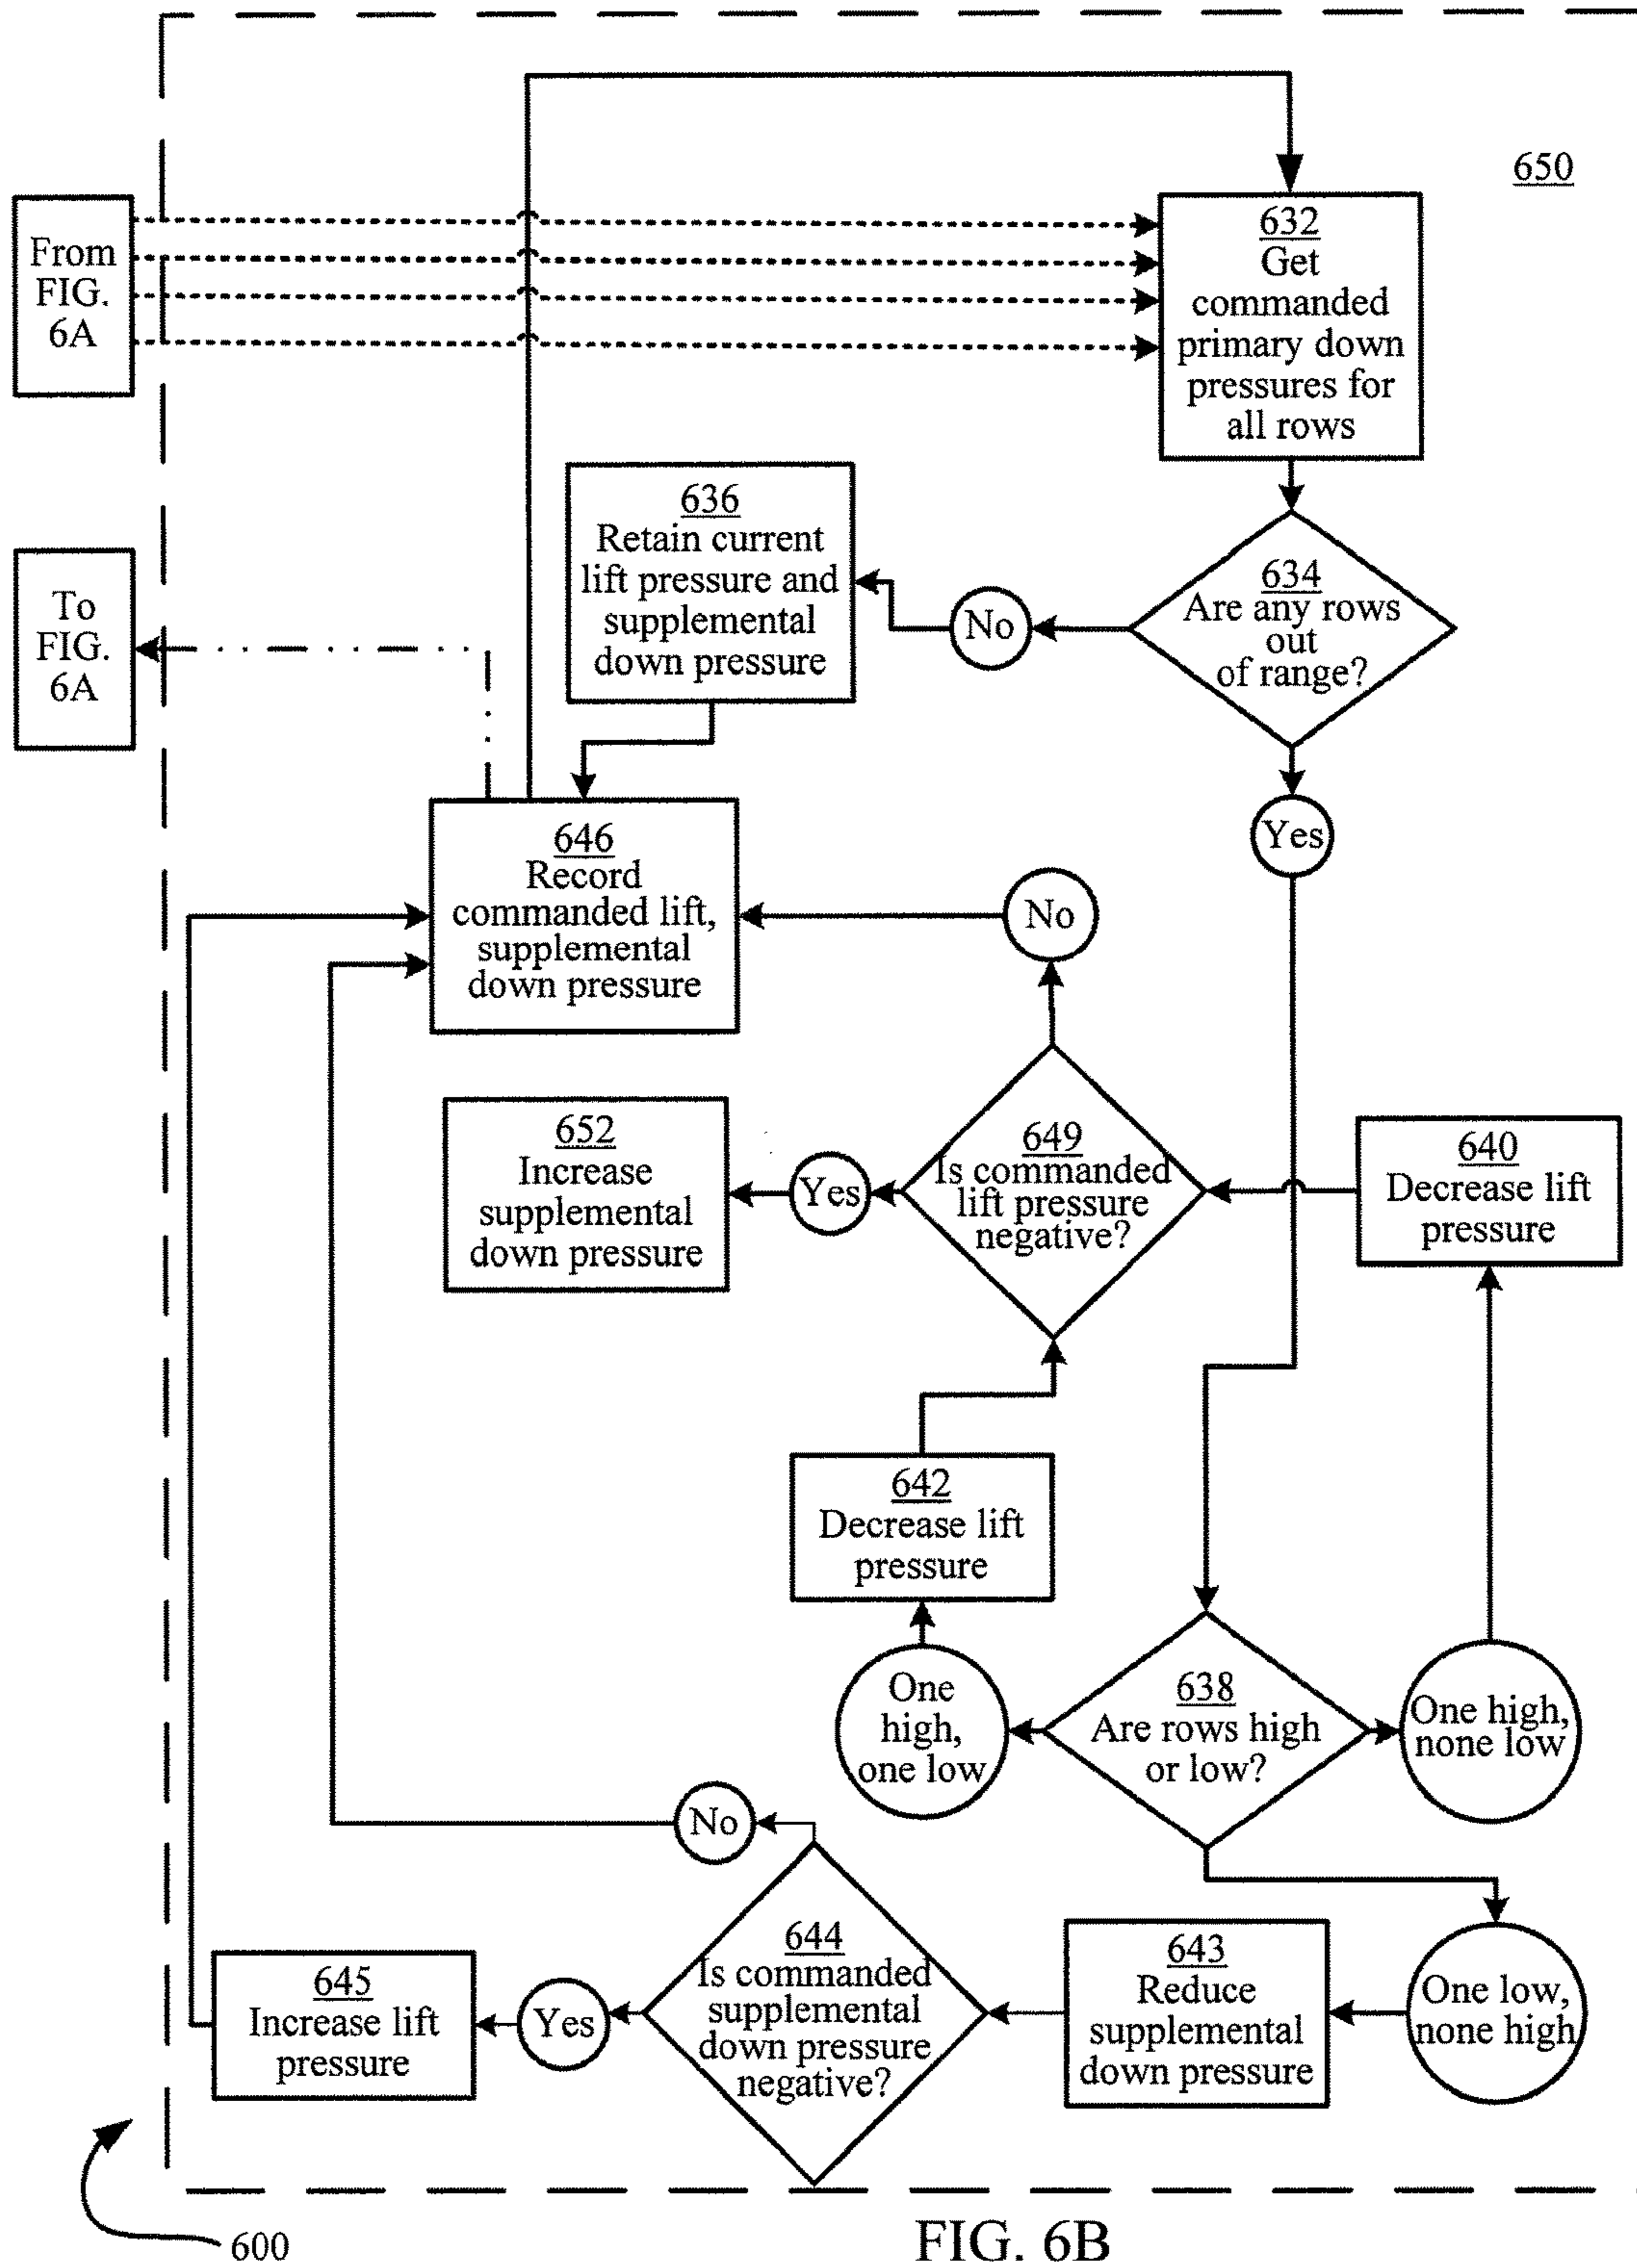 650
From
FIG.
6A
632
Get
commanded
primary down
pressures for
all rows
636
Retain current
lift pressure and
supplemental
down pressure
No
634
Are any rows
out
of range?
To
FIG.
6A
Yes
646
Record
commanded lift,
supplemental
down pressure
No
652
Increase
supplemental
down pressure
Yes
649
Is commanded
lift pressure
negative?
640
Decrease lift
pressure
642
Decrease lift
pressure
One
high,
one low
638
Are rows high
or low?
One high,
none low
No
645
Increase lift
pressure
Yes
644
Is commanded
supplemental
down pressure
negative?
643
Reduce
supplemental
down pressure
One low,
none high
600
FIG. 6B